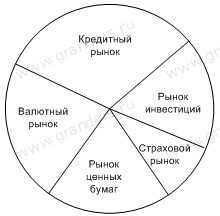 Кредитный
рынок
Рынок
инвестиций
Валютный
рынок
Страховой
рынок
Рынок
ценных
бумаг